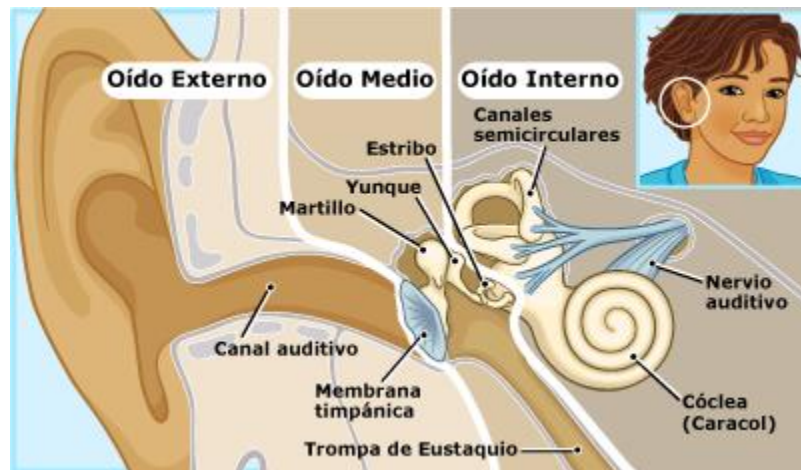 Oído Externo
Oído Medio
Oído Interno
Canales
semicirculares
Estribo
Yunque
Martillo
Nervio
auditivo
Canal auditivo
Membrana
timpánica
Cóclea
(Caracol)
Trompa de Eustaquio